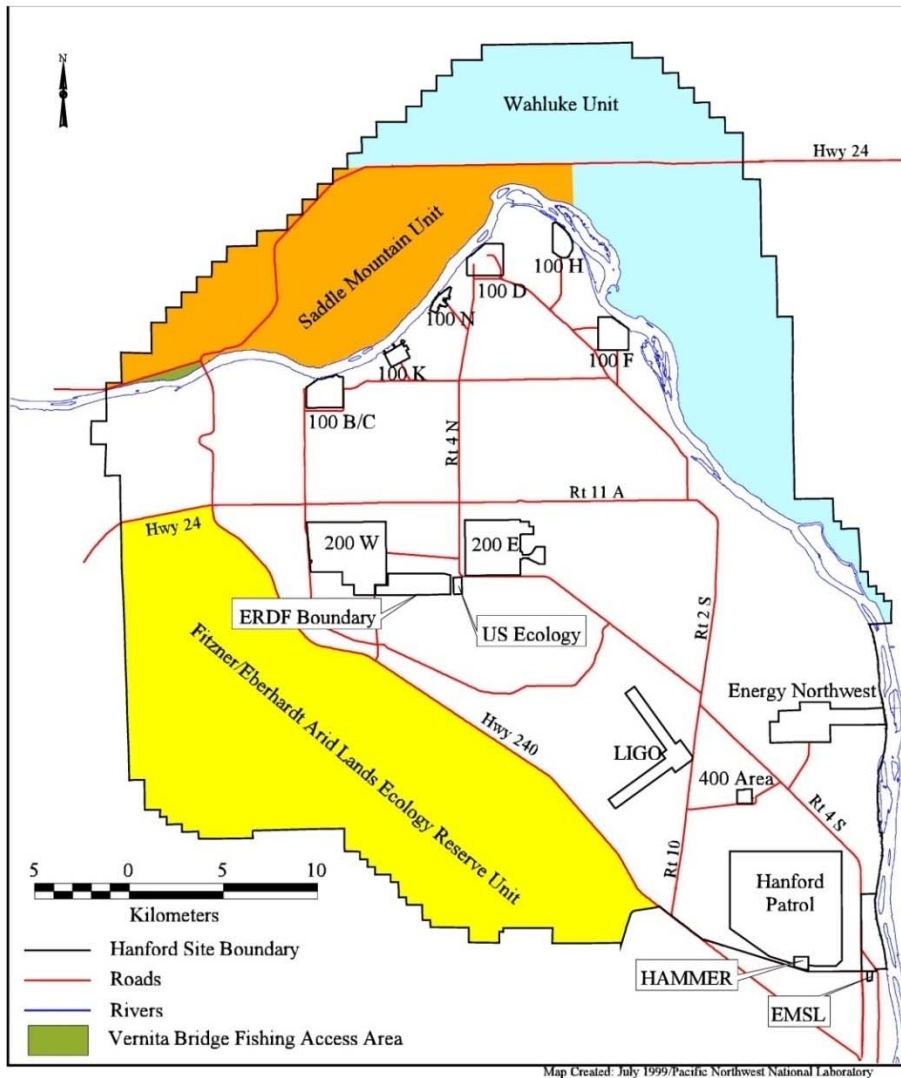 N
Wahluke Unit
Hwy 24
Saddle Mountain Unit
100 H
100 D
100 N
100 F
100 K
100 B/C
Rt 4 N
Rt 11 A
Hwy 24
200 W
200 E
ERDF Boundary
US Ecology
Rt 2 S
Fitzner/Eberhardt Arid Lands Ecology Reserve Unit
Energy Northwest
Hwy 240
LIGO
400 Area
Rt 4 S
Rt 10
5 0 5 10
Kilometers
Hanford
Patrol
Hanford Site Boundary
Roads
HAMMER
Rivers
EMSL
Vernita Bridge Fishing Access Area
Map Created: July 1999/Pacific Northwest National Laboratory